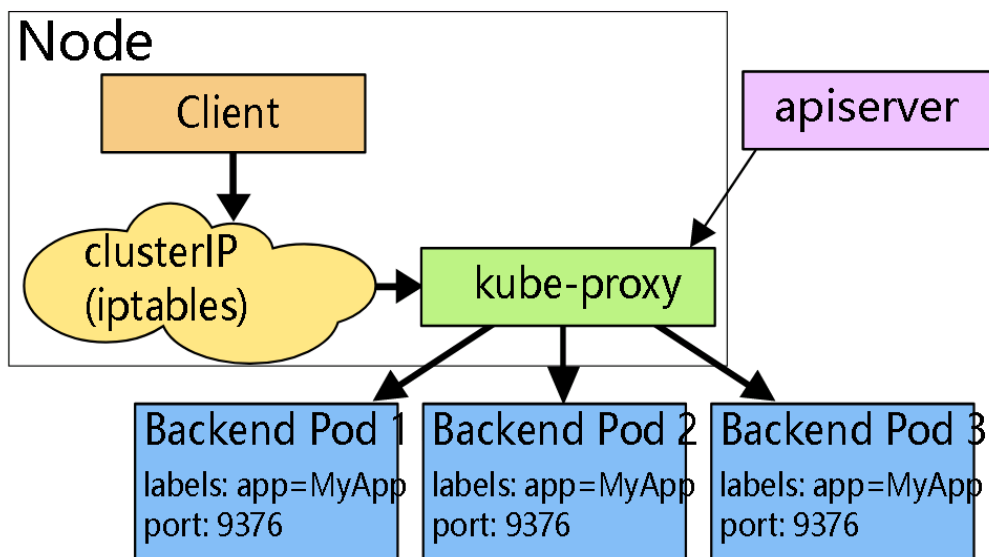 Node
Client
apiserver
clusterIP
(iptables)
kube-proxy
Backend Pod 1
labels: app=MyApp
port: 9376
Backend Pod 2
labels: app=MyApp
port: 9376
Backend Pod 3
labels: app=MyApp
port: 9376